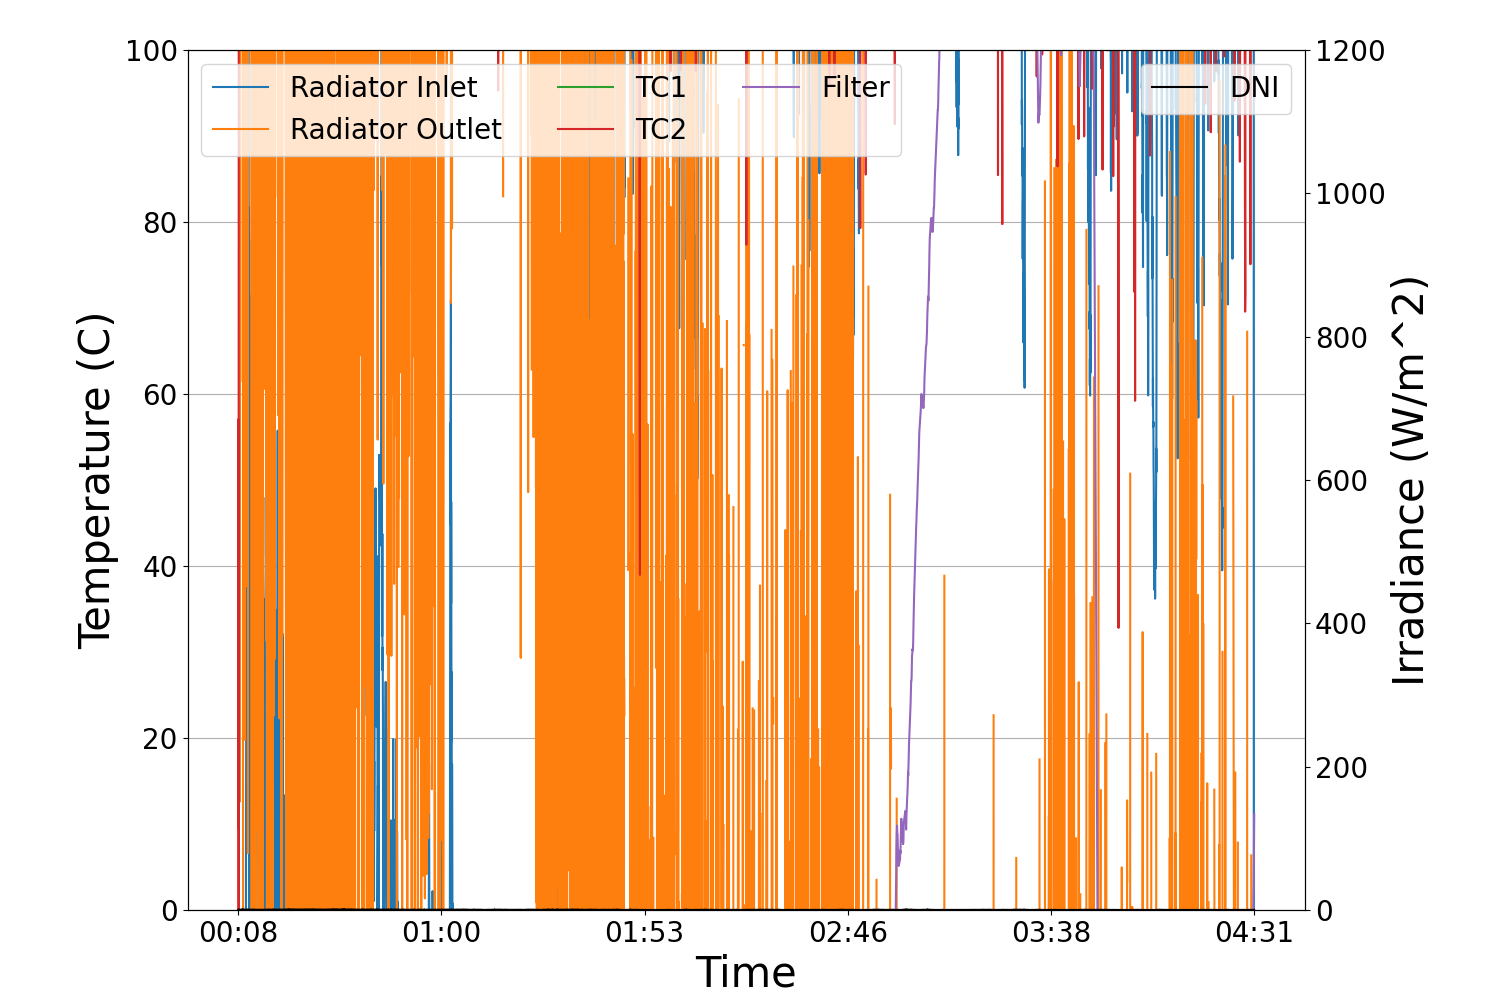 Radiator Inlet
Radiator Outlet
TC1
TC2
Filter
DNI
Temperature (C)
100
80
60
40
20
0
Irradiance (W/m^2)
1200
1000
800
600
400
200
0
00:08 01:00 01:53 02:46 03:38 04:31
Time